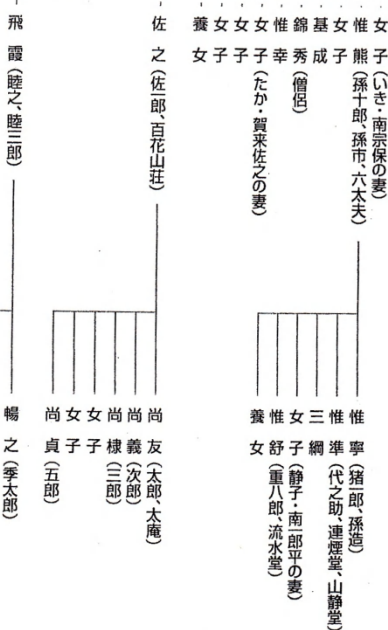 女子（いき・南宗保の妻）
惟熊（孫十郎、孫市、六太夫）
女子
基成
錦秀（僧侶）
惟幸
女子（たか・賀来佐之の妻）
女子
女子
養女
惟寧（猪一郎、孫造）
惟準（代之助、連煙堂、山静堂）
三綱
女子（静子・南一郎平の妻）
惟舒（重八郎、流水堂）
養女
佐之（佐一郎、百花山荘）
尚友（太郎、太庵）
尚義（次郎）
尚棣（三郎）
女子
女子
尚貞（五郎）
飛霞（睦之、睦三郎）
暢之（季太郎）